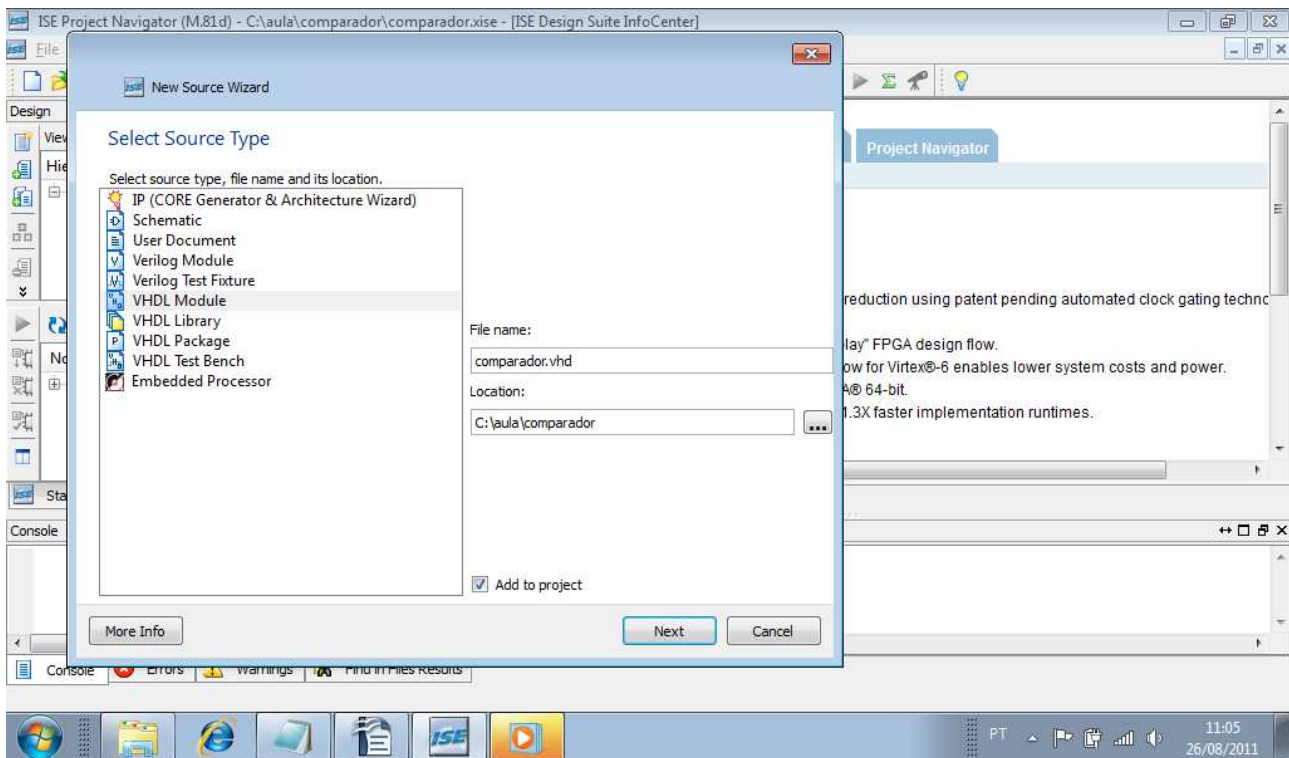 ISE Project Navigator (M.81d) - C:\aula\comparador\comparador.xise - [ISE Design Suite InfoCenter]
File
New Source Wizard
Design
View
Select Source Type
Project Navigator
Select source type, file name and its location.
IP (CORE Generator & Architecture Wizard)
Schematic
User Document
Verilog Module
Verilog Test Fixture
VHDL Module
VHDL Library
VHDL Package
VHDL Test Bench
Embedded Processor
reduction using patent pending automated clock gating techno
File name:
comparador.vhd
lay" FPGA design flow.
ow for Virtex®-6 enables lower system costs and power.
Location:
A® 64-bit.
C:\aula\comparador
...
1.3X faster implementation runtimes.
Sta
Console
Add to project
More Info
Next
Cancel
Console
Errors
Warnings
Find in Files Results
ISE
PT
11:05
26/08/2011